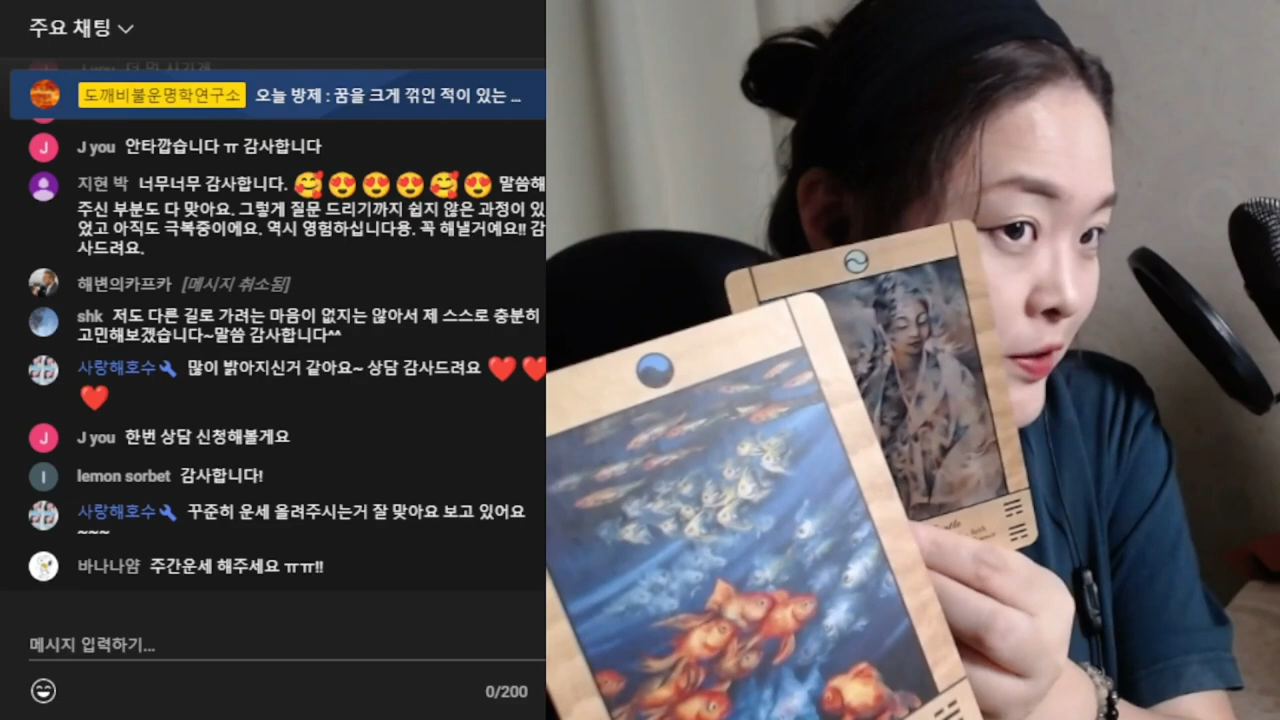 주요 채팅
도깨비불운명학연구소 오늘 방제 : 꿈을 크게 꺾인 적이 있는 ...
J
J you 안타깝습니다 ㅠ 감사합니다
지현 박 너무너무 감사합니다. 🥰😍😍😍🥰😍 말씀해
주신 부분도 다 맞아요. 그렇게 질문 드리기까지 쉽지 않은 과정이 있
었고 아직도 극복중이에요. 역시 영험하십니다용. 꼭 해낼거예요!! 감
사드려요.
해변의카프카 [메시지 취소됨]
shk 저도 다른 길로 가려는 마음이 없지는 않아서 제 스스로 충분히
고민해보겠습니다~말씀 감사합니다^^
사랑해호수 많이 밝아지신거 같아요~ 상담 감사드려요 ❤️❤️
❤️
J
J you 한번 상담 신청해볼게요
l
lemon sorbet 감사합니다!
사랑해호수 꾸준히 운세 올려주시는거 잘 맞아요 보고 있어요
~~~
바나나얌 주간운세 해주세요 ㅠㅠ!!
메시지 입력하기...
0/200